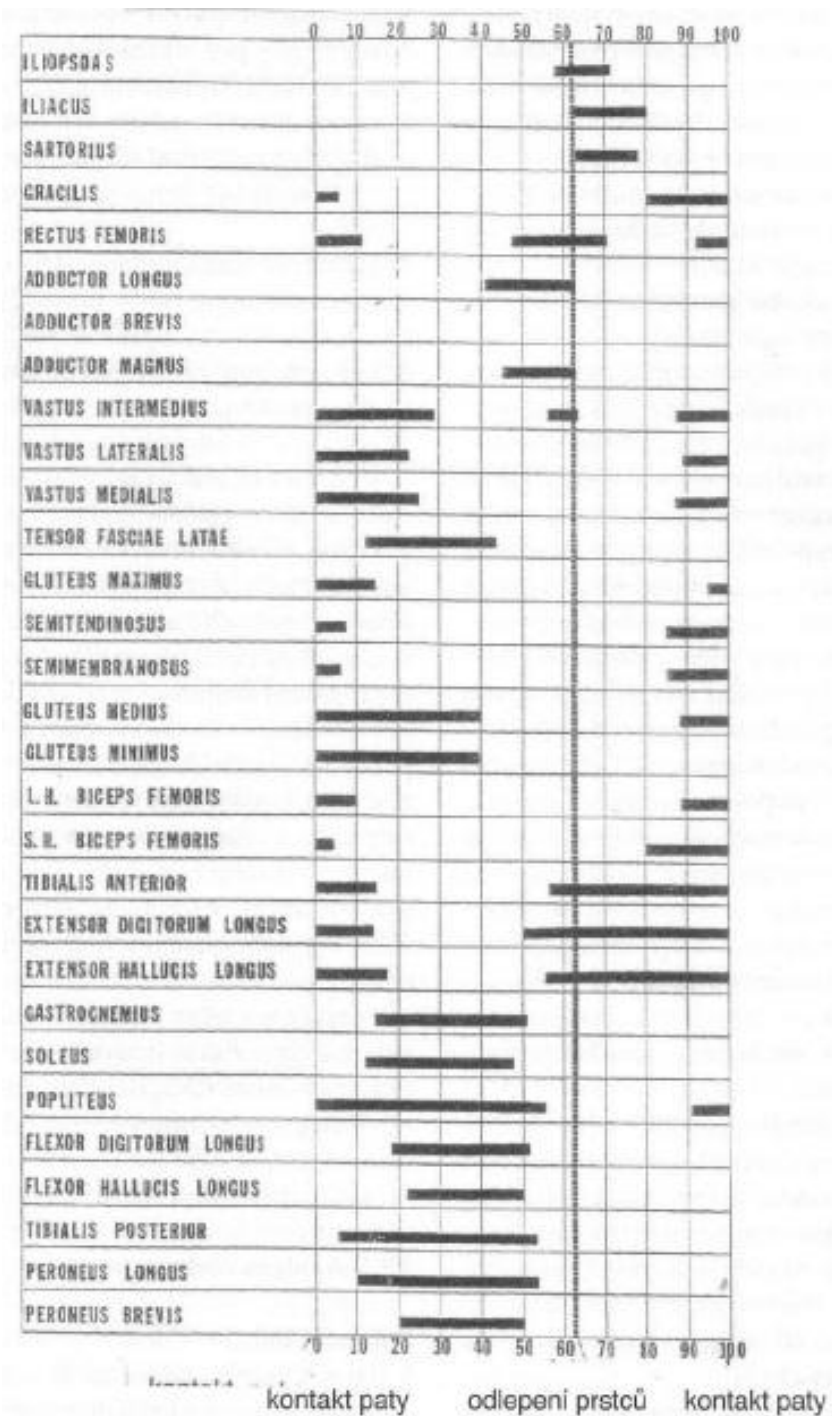 0 10 20 30 40 50 60 70 80 90 100
ILIOPSOAS
ILIACUS
SARTORIUS
GRACILIS
RECTUS FEMORIS
ADDUCTOR LONGUS
ADDUCTOR BREVIS
ADDUCTOR MAGNUS
VASTUS INTERMEDIUS
VASTUS LATERALIS
VASTUS MEDIALIS
TENSOR FASCIAE LATAE
GLUTEUS MAXIMUS
SEMITENDINOSUS
SEMIMEMBRANOSUS
GLUTEUS MEDIUS
GLUTEUS MINIMUS
L.H. BICEPS FEMORIS
S.H. BICEPS FEMORIS
TIBIALIS ANTERIOR
EXTENSOR DIGITORUM LONGUS
EXTENSOR HALLUCIS LONGUS
GASTROCNEMIUS
SOLEUS
POPLITEUS
FLEXOR DIGITORUM LONGUS
FLEXOR HALLUCIS LONGUS
TIBIALIS POSTERIOR
PERONEUS LONGUS
PERONEUS BREVIS
0 10 20 30 40 50 60 70 80 90 100
kontakt paty odlepení prstců kontakt paty